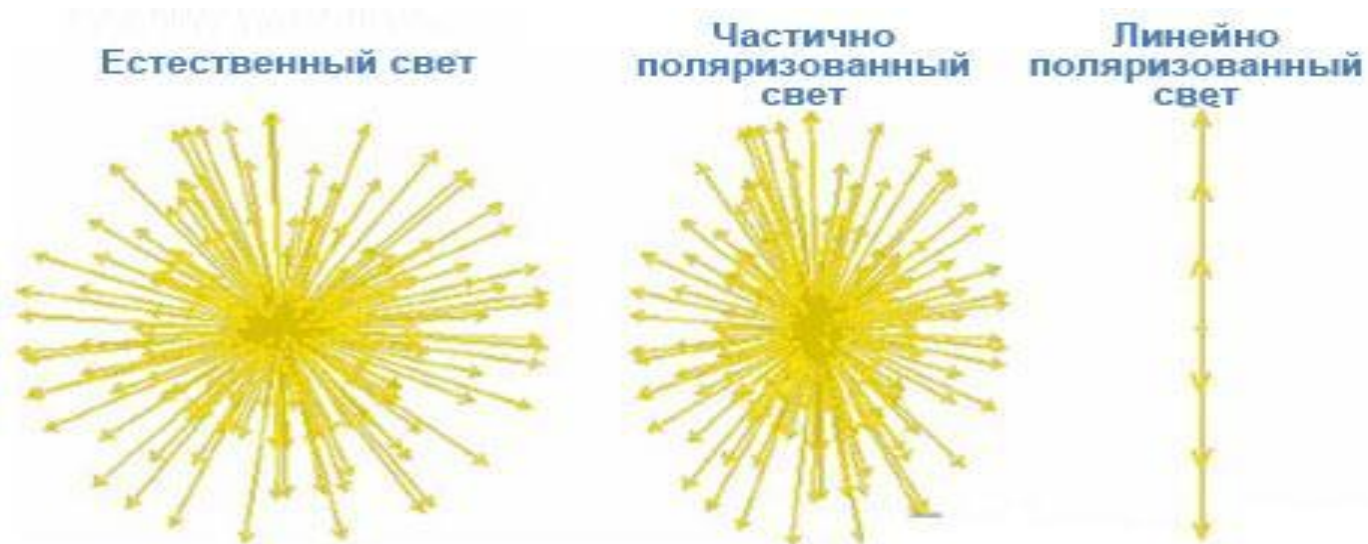 Естественный свет
Частично
поляризованный
свет
Линейно
поляризованный
свет